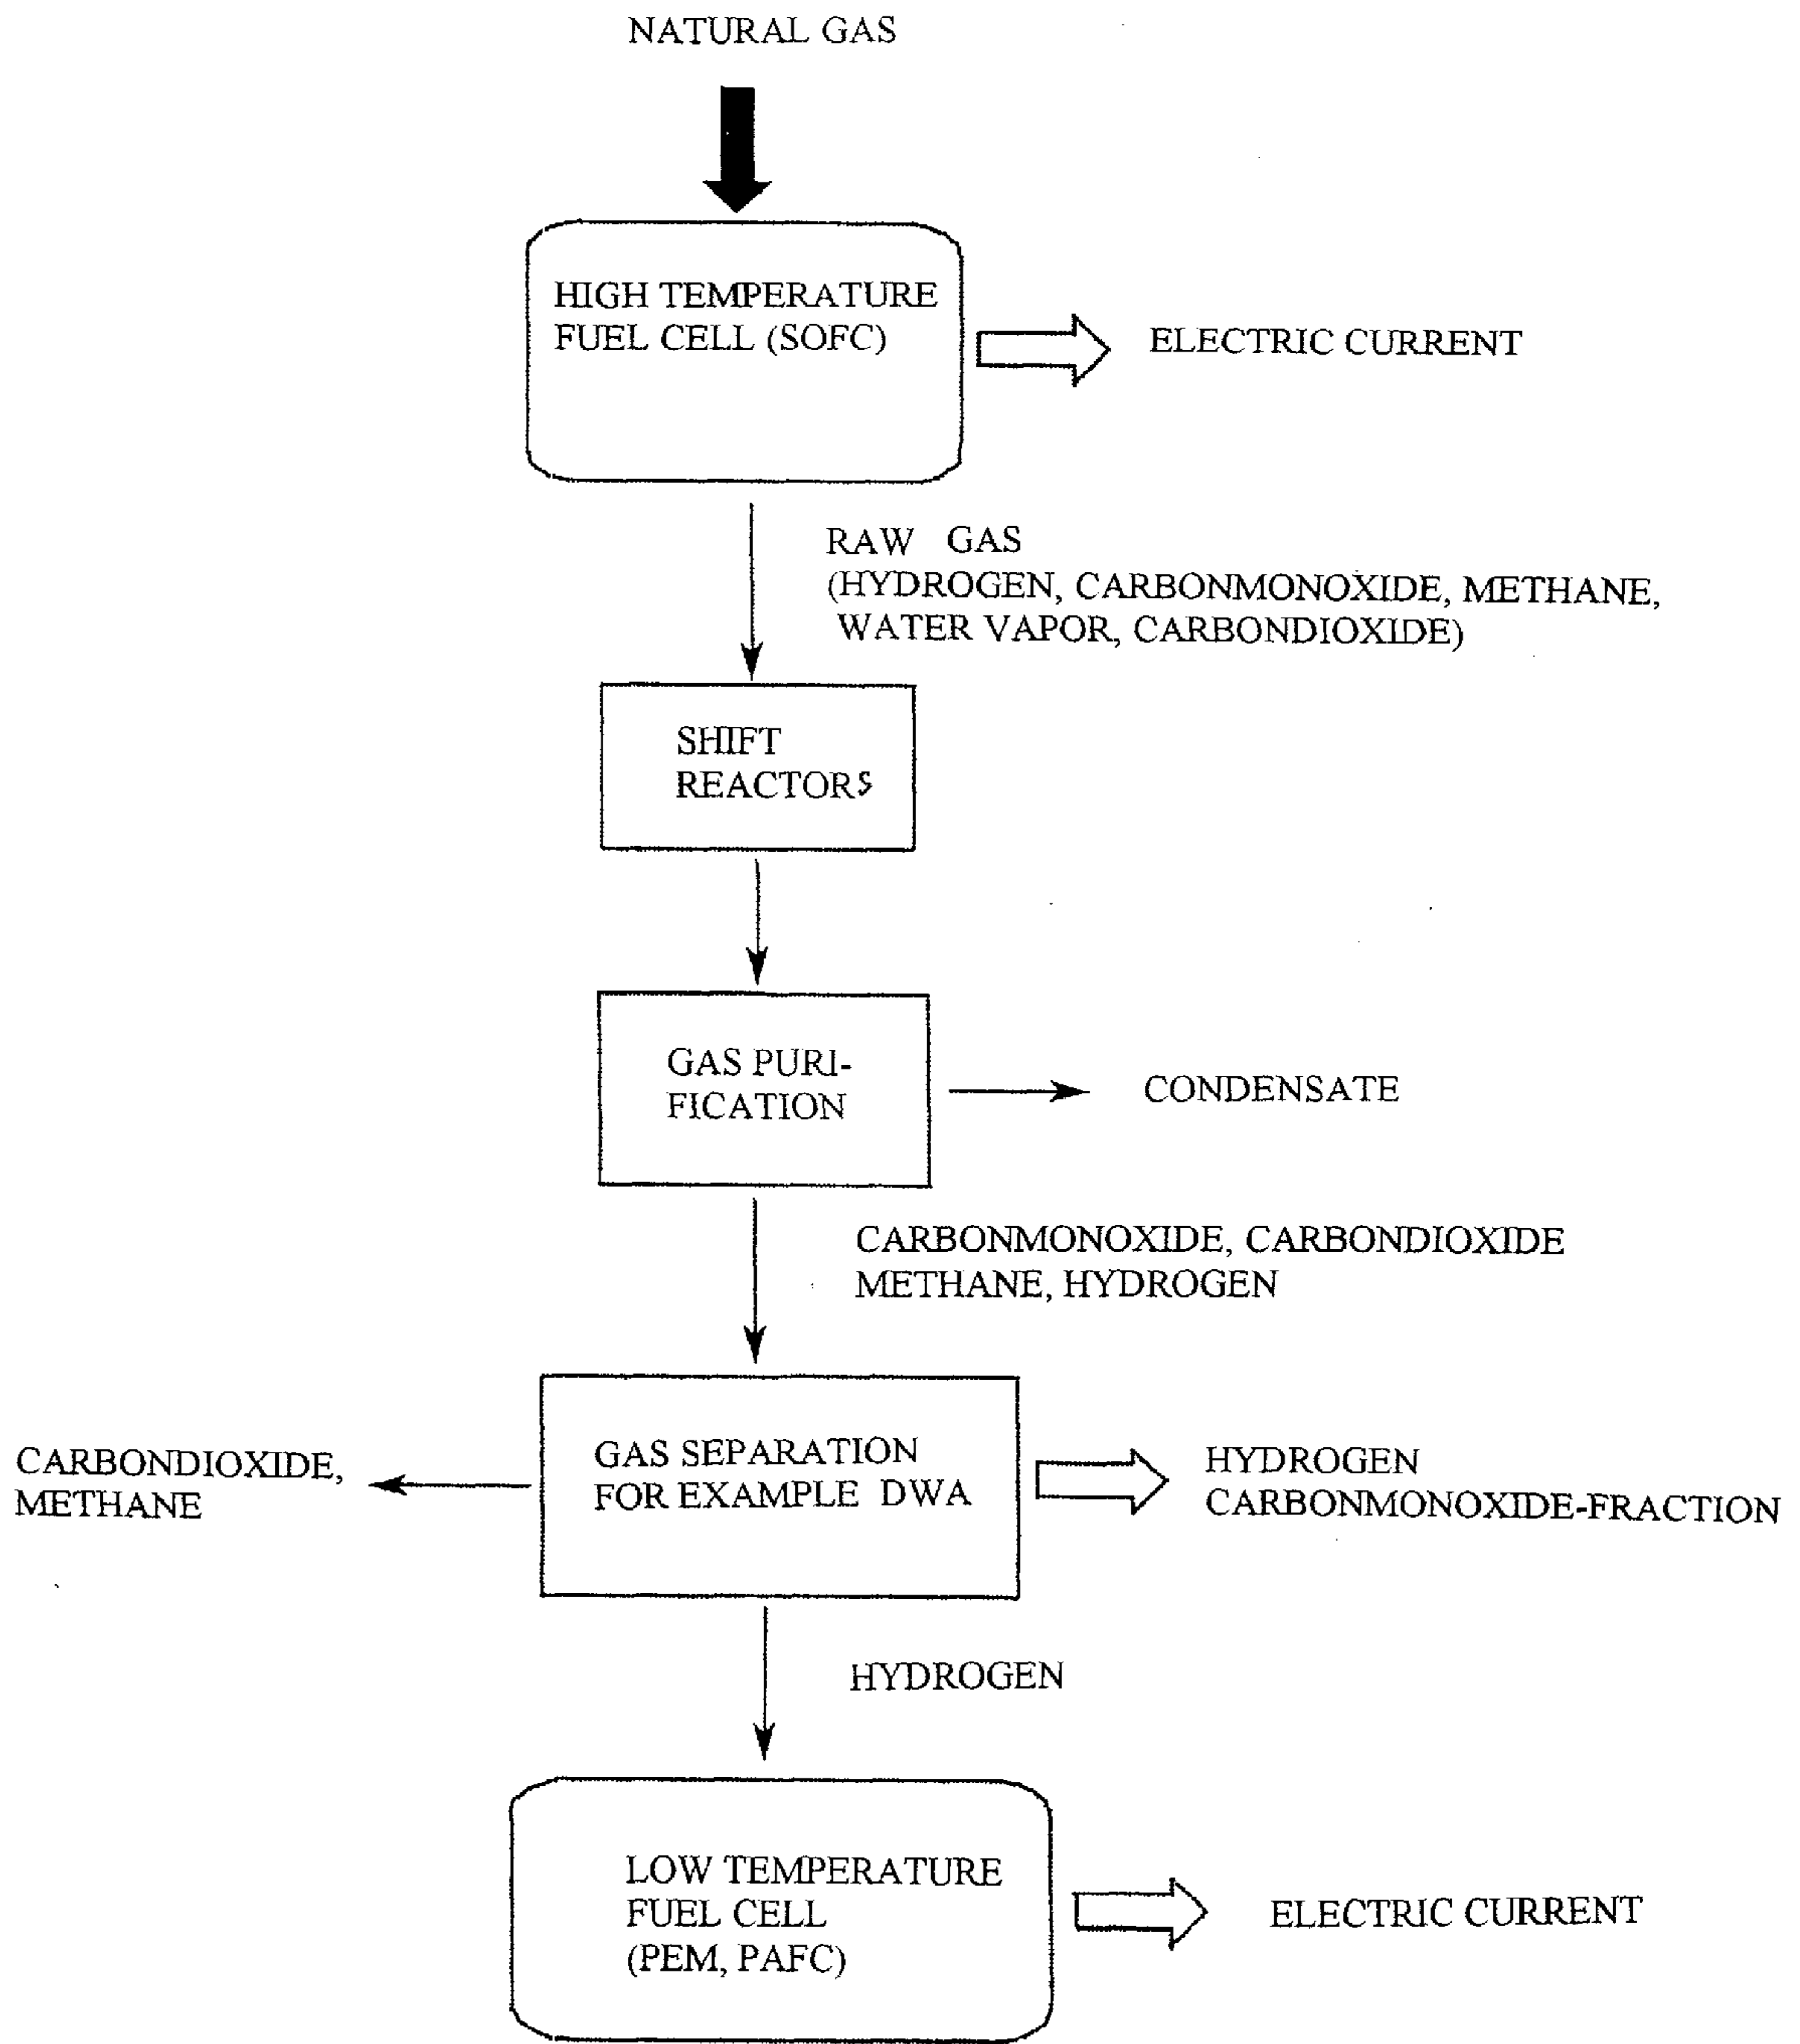 NATURAL GAS
HIGH TEMPERATURE
FUEL CELL (SOFC)
ELECTRIC CURRENT
RAW GAS
(HYDROGEN, CARBONMONOXIDE, METHANE,
WATER VAPOR, CARBONDIOXIDE)
SHIFT
REACTORS
GAS PURI-
FICATION
CONDENSATE
CARBONMONOXIDE, CARBONDIOXIDE
METHANE, HYDROGEN
CARBONDIOXIDE,
METHANE
GAS SEPARATION
FOR EXAMPLE DWA
HYDROGEN
CARBONMONOXIDE-FRACTION
HYDROGEN
LOW TEMPERATURE
FUEL CELL
(PEM, PAFC)
ELECTRIC CURRENT